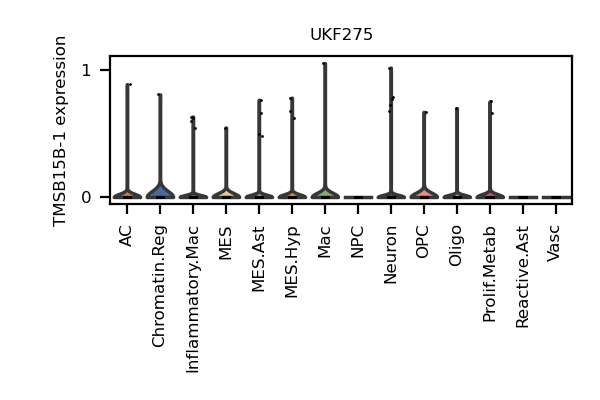 UKF275
TMSB15B-1 expression
1
0
AC
Chromatin.Reg
Inflammatory.Mac
MES
MES.Ast
MES.Hyp
Mac
NPC
Neuron
OPC
Oligo
Prolif.Metab
Reactive.Ast
Vasc